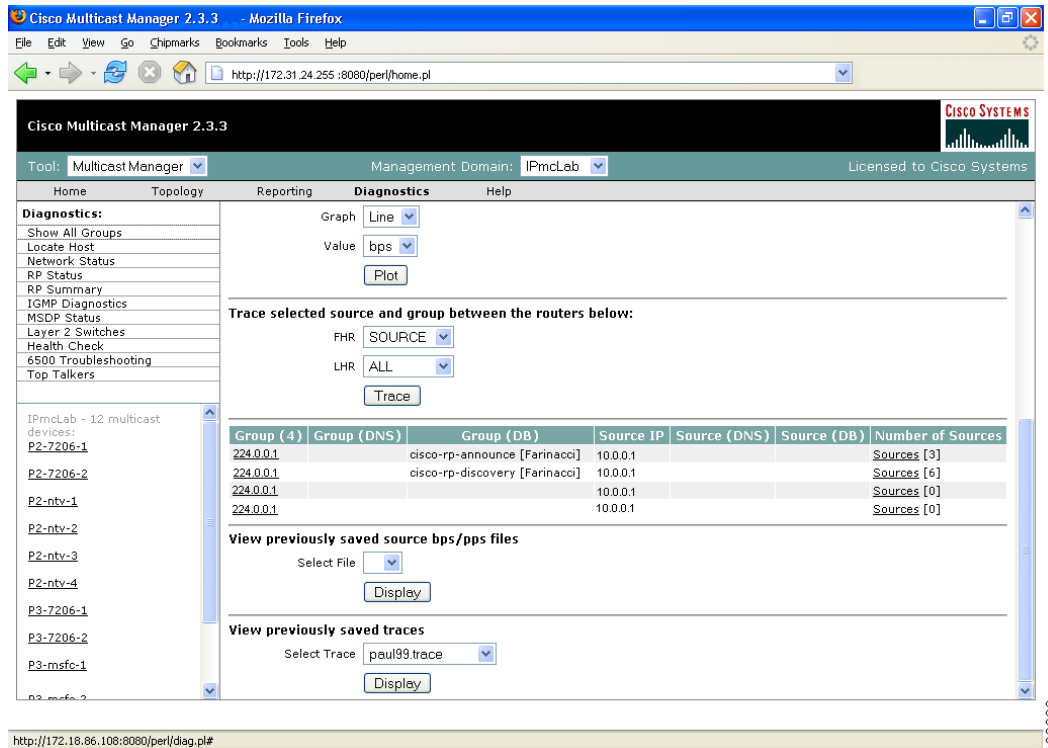 Cisco Multicast Manager 2.3.3 - Mozilla Firefox
File Edit View Go Chipmarks Bookmarks Tools Help
http://172.31.24.255 :8080/perl/home.pl
Cisco Multicast Manager 2.3.3
CISCO SYSTEMS
Tool: Multicast Manager Management Domain: IPmcLab Licensed to Cisco Systems
Home Topology Reporting Diagnostics Help
Diagnostics:
Show All Groups
Locate Host
Network Status
RP Status
RP Summary
IGMP Diagnostics
MSDP Status
Layer 2 Switches
Health Check
6500 Troubleshooting
Top Talkers
IPmcLab - 12 multicast
devices:
P2-7206-1
P2-7206-2
P2-ntv-1
P2-ntv-2
P2-ntv-3
P2-ntv-4
P3-7206-1
P3-7206-2
P3-msfc-1
P3-msfc-2
Graph Line
Value bps
Plot
Trace selected source and group between the routers below:
FHR SOURCE
LHR ALL
Trace
Group (4) Group (DNS) Group (DB) Source IP Source (DNS) Source (DB) Number of Sources
224.0.0.1 cisco-rp-announce [Farinacci] 10.0.0.1 Sources [3]
224.0.0.1 cisco-rp-discovery [Farinacci] 10.0.0.1 Sources [6]
224.0.0.1 10.0.0.1 Sources [0]
224.0.0.1 10.0.0.1 Sources [0]
View previously saved source bps/pps files
Select File
Display
View previously saved traces
Select Trace paul99.trace
Display
http://172.18.86.108:8080/perl/diag.pl#